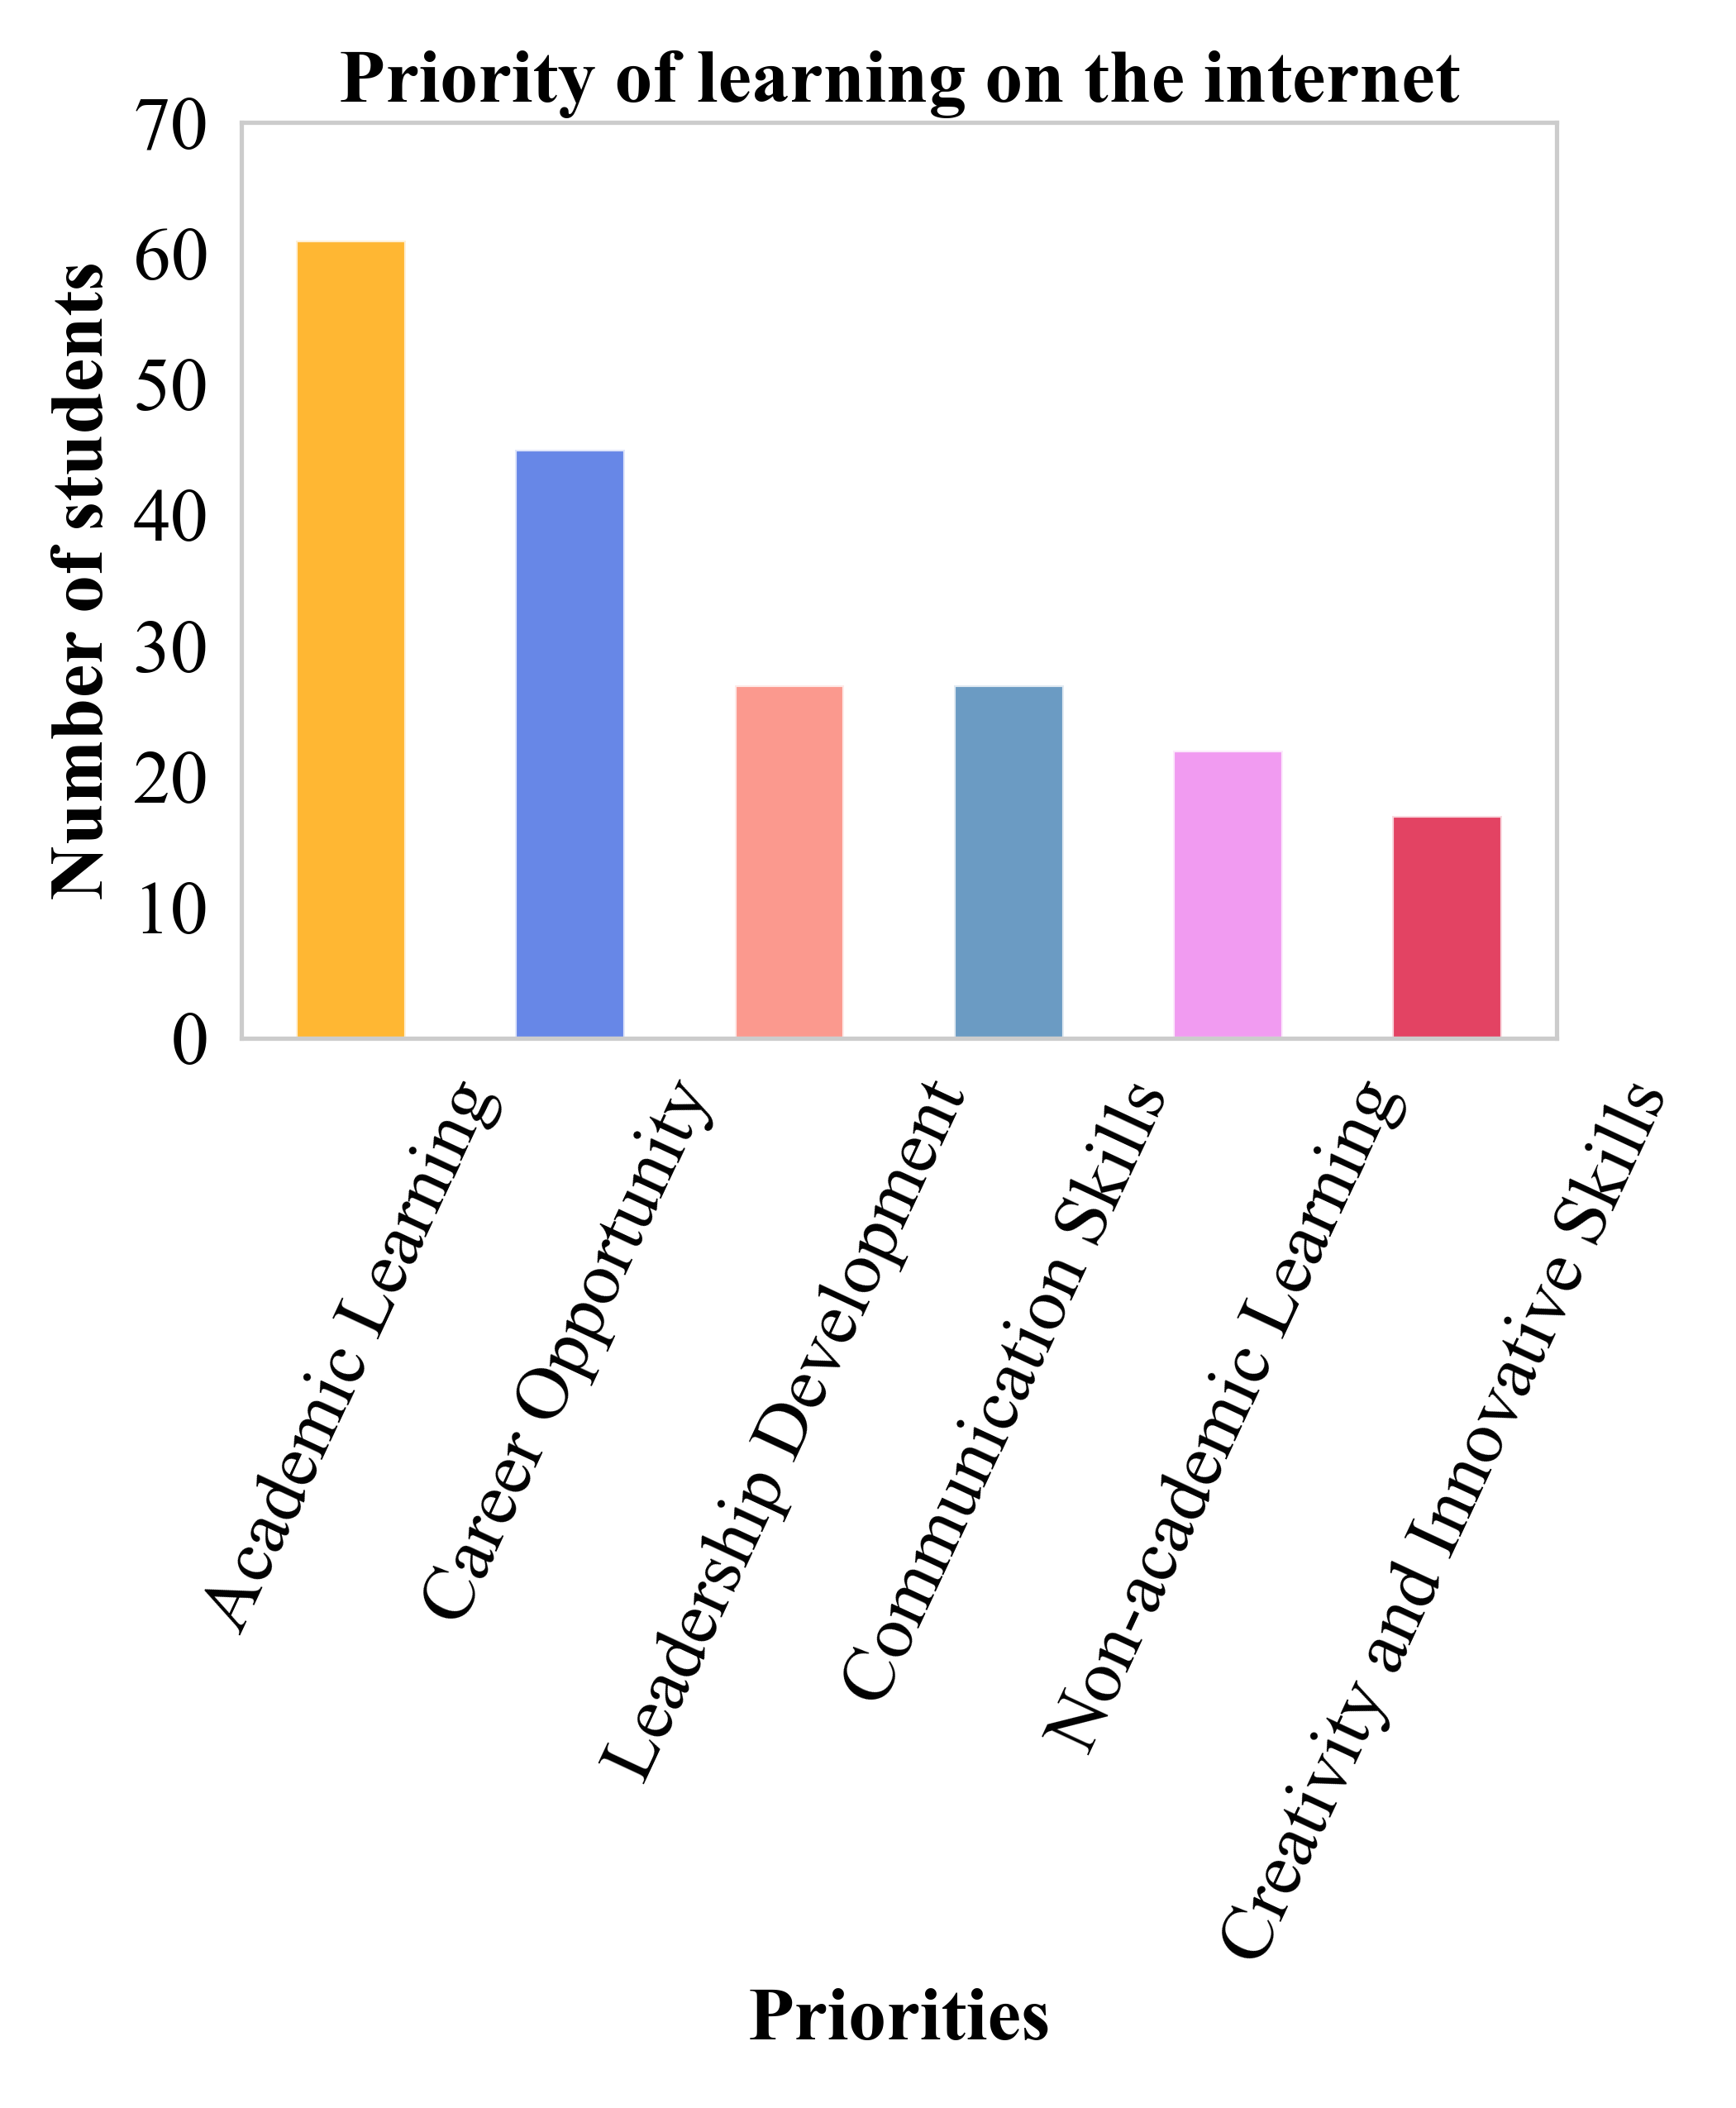 Priority of learning on the internet
Number of students
70
60
50
40
30
20
10
0
Academic Learning
Career Opportunity
Leadership Development
Communication Skills
Non-academic Learning
Creativity and Innovative Skills
Priorities